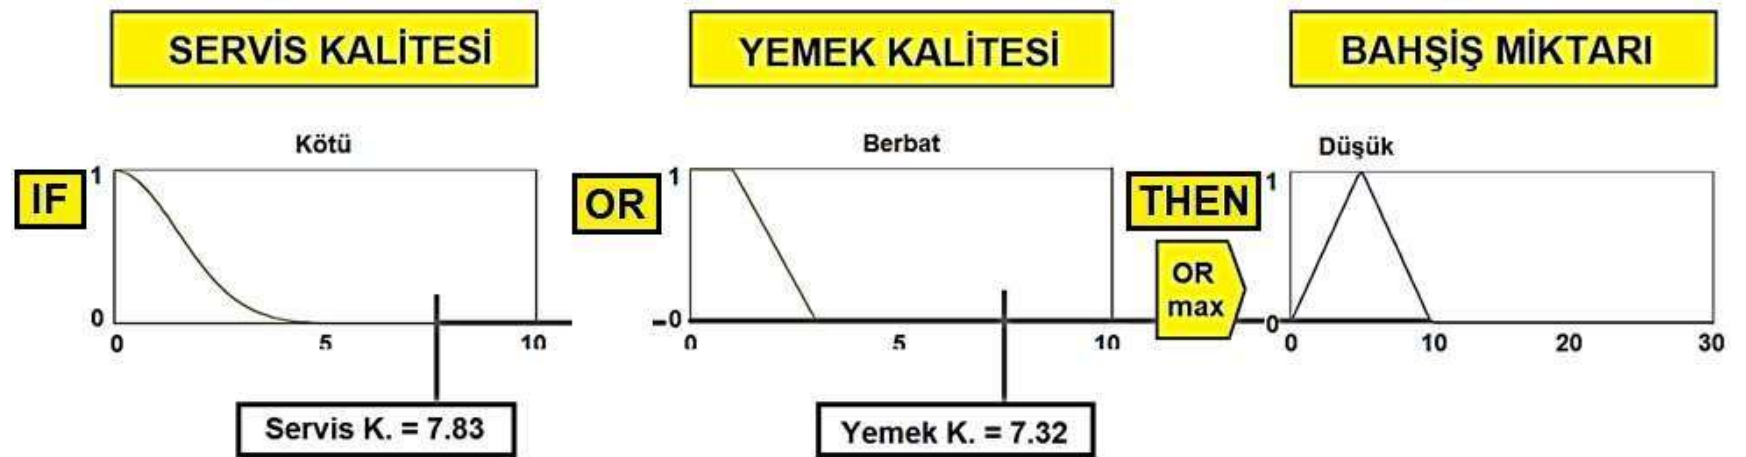 SERVİS KALİTESİ
YEMEK KALİTESİ
BAHŞİŞ MİKTARI
Kötü
Berbat
Düşük
IF
1
0
0 5 10
OR
1
0
0 5 10
THEN
OR
max
1
0
0 10 20 30
Servis K. = 7.83
Yemek K. = 7.32